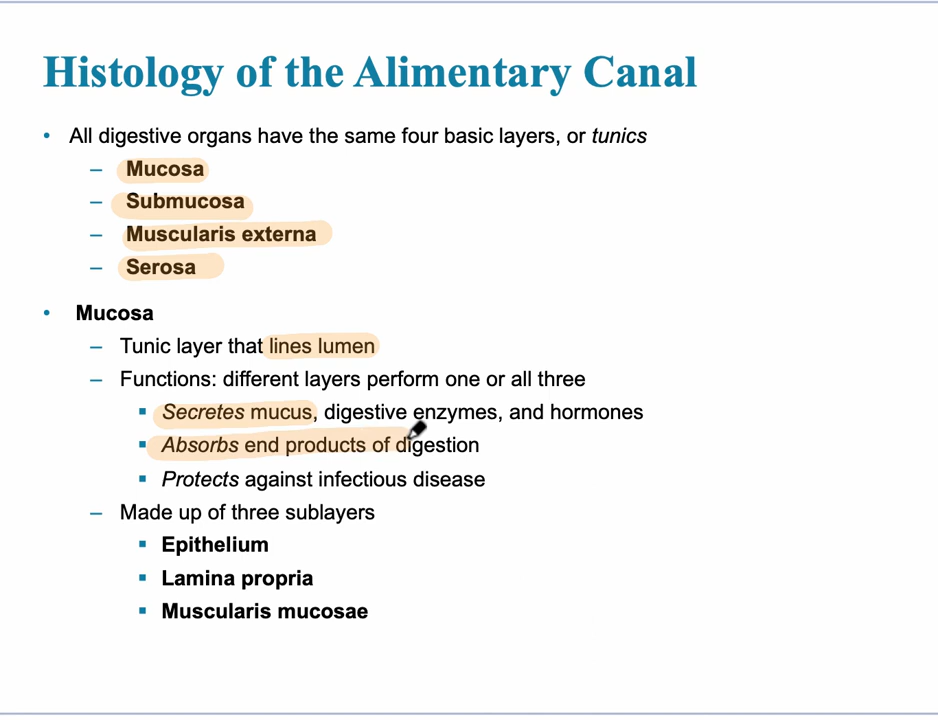 Histology of the Alimentary Canal
• All digestive organs have the same four basic layers, or tunics
– Mucosa
– Submucosa
– Muscularis externa
– Serosa
• Mucosa
– Tunic layer that lines lumen
– Functions: different layers perform one or all three
▪ Secretes mucus, digestive enzymes, and hormones
▪ Absorbs end products of digestion
▪ Protects against infectious disease
– Made up of three sublayers
▪ Epithelium
▪ Lamina propria
▪ Muscularis mucosae